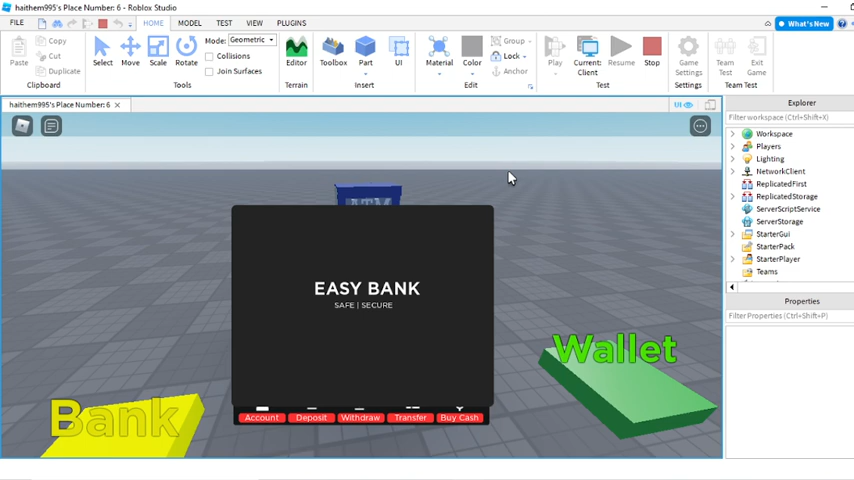 haithem995's Place Number: 6 - Roblox Studio
FILE HOME MODEL TEST VIEW PLUGINS What's New
Paste Copy Cut Duplicate
Select Move Scale Rotate
Mode: Geometric
Collisions
Join Surfaces
Editor Toolbox Part UI Material Color
Group
Lock
Anchor
Play Current: Client Resume Stop Game Settings Team Test Exit Game
Clipboard Tools Terrain Insert Edit Test Settings Team Test
haithem995's Place Number: 6
UI
Explorer
Filter workspace (Ctrl+Shift+X)
Workspace
Players
Lighting
NetworkClient
ReplicatedFirst
ReplicatedStorage
ServerScriptService
ServerStorage
StarterGui
StarterPack
StarterPlayer
Teams
Properties
Filter Properties (Ctrl+Shift+P)
ATM
EASY BANK
SAFE | SECURE
Wallet
Bank
Account Deposit Withdraw Transfer Buy Cash